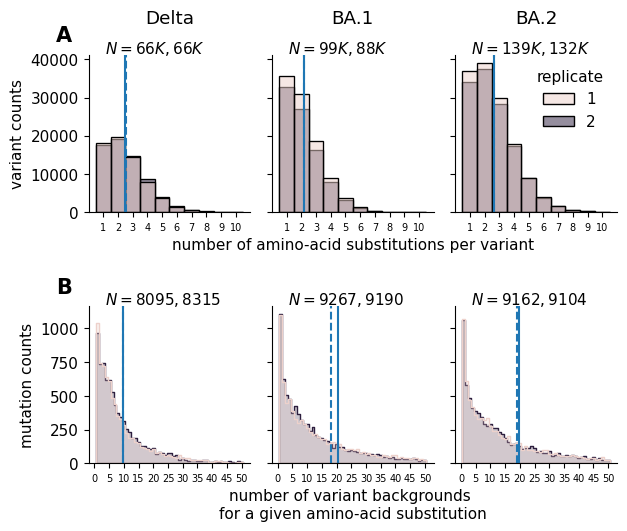 Delta BA.1 BA.2
A
N = 66K, 66K N = 99K, 88K N = 139K, 132K
40000
30000
20000
10000
0
variant counts
replicate
1
2
1 2 3 4 5 6 7 8 9 10 1 2 3 4 5 6 7 8 9 10 1 2 3 4 5 6 7 8 9 10
number of amino-acid substitutions per variant
B
N = 8095, 8315 N = 9267, 9190 N = 9162, 9104
1000
750
500
250
0
mutation counts
0 5 10 15 20 25 30 35 40 45 50 0 5 10 15 20 25 30 35 40 45 50 0 5 10 15 20 25 30 35 40 45 50
number of variant backgrounds
for a given amino-acid substitution